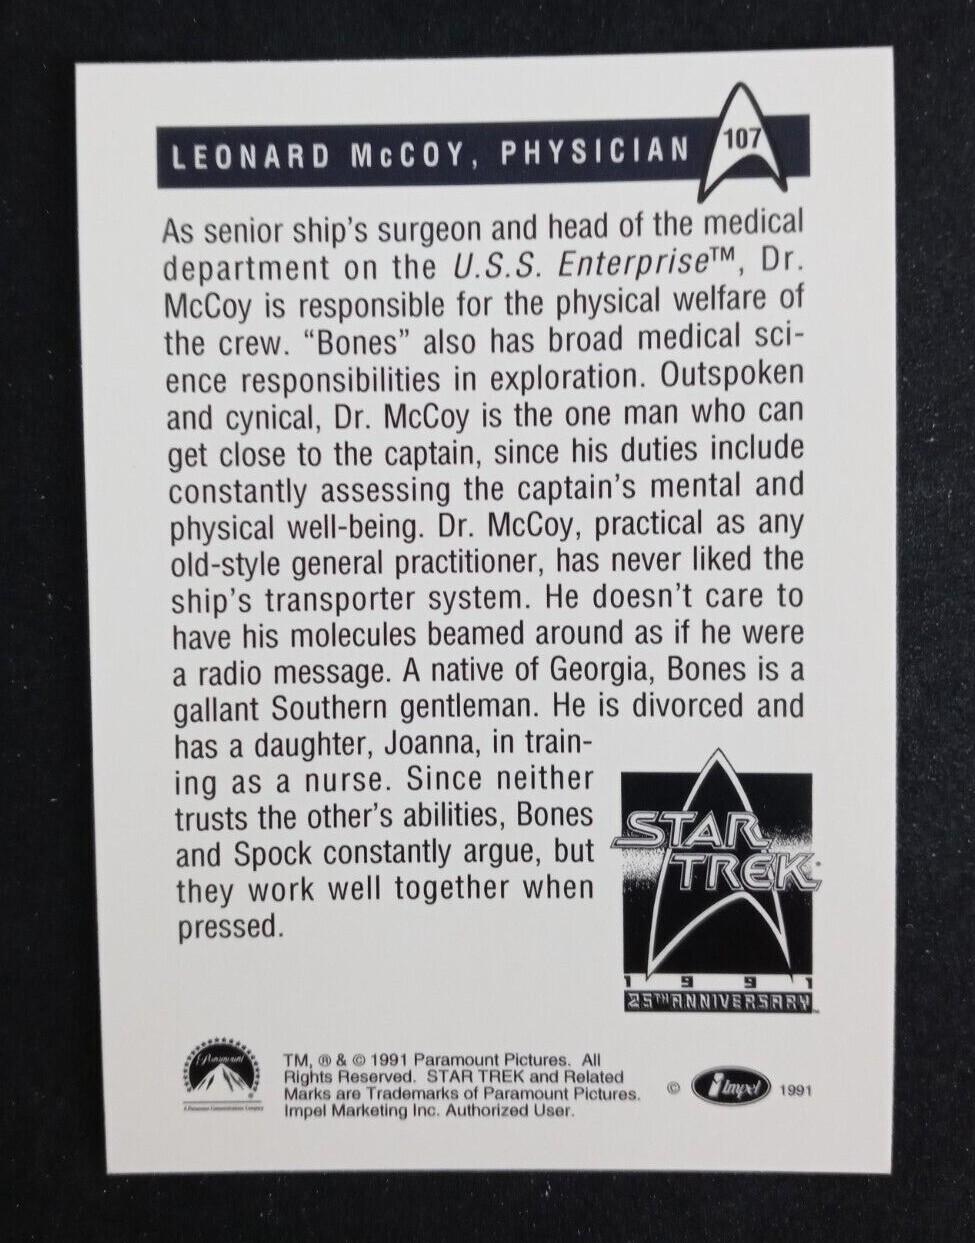 LEONARD McCOY, PHYSICIAN
107
As senior ship's surgeon and head of the medical
department on the U.S.S. Enterprise™, Dr.
McCoy is responsible for the physical welfare of
the crew. “Bones” also has broad medical sci-
ence responsibilities in exploration. Outspoken
and cynical, Dr. McCoy is the one man who can
get close to the captain, since his duties include
constantly assessing the captain's mental and
physical well-being. Dr. McCoy, practical as any
old-style general practitioner, has never liked the
ship's transporter system. He doesn't care to
have his molecules beamed around as if he were
a radio message. A native of Georgia, Bones is a
gallant Southern gentleman. He is divorced and
has a daughter, Joanna, in train-
ing as a nurse. Since neither
trusts the other's abilities, Bones
and Spock constantly argue, but
they work well together when
pressed.
STAR
TREK
1991
25TH ANNIVERSARY
Paramount
A Paramount Communications Company
TM, ® & © 1991 Paramount Pictures. All
Rights Reserved. STAR TREK and Related
Marks are Trademarks of Paramount Pictures.
Impel Marketing Inc. Authorized User.
© Impel 1991